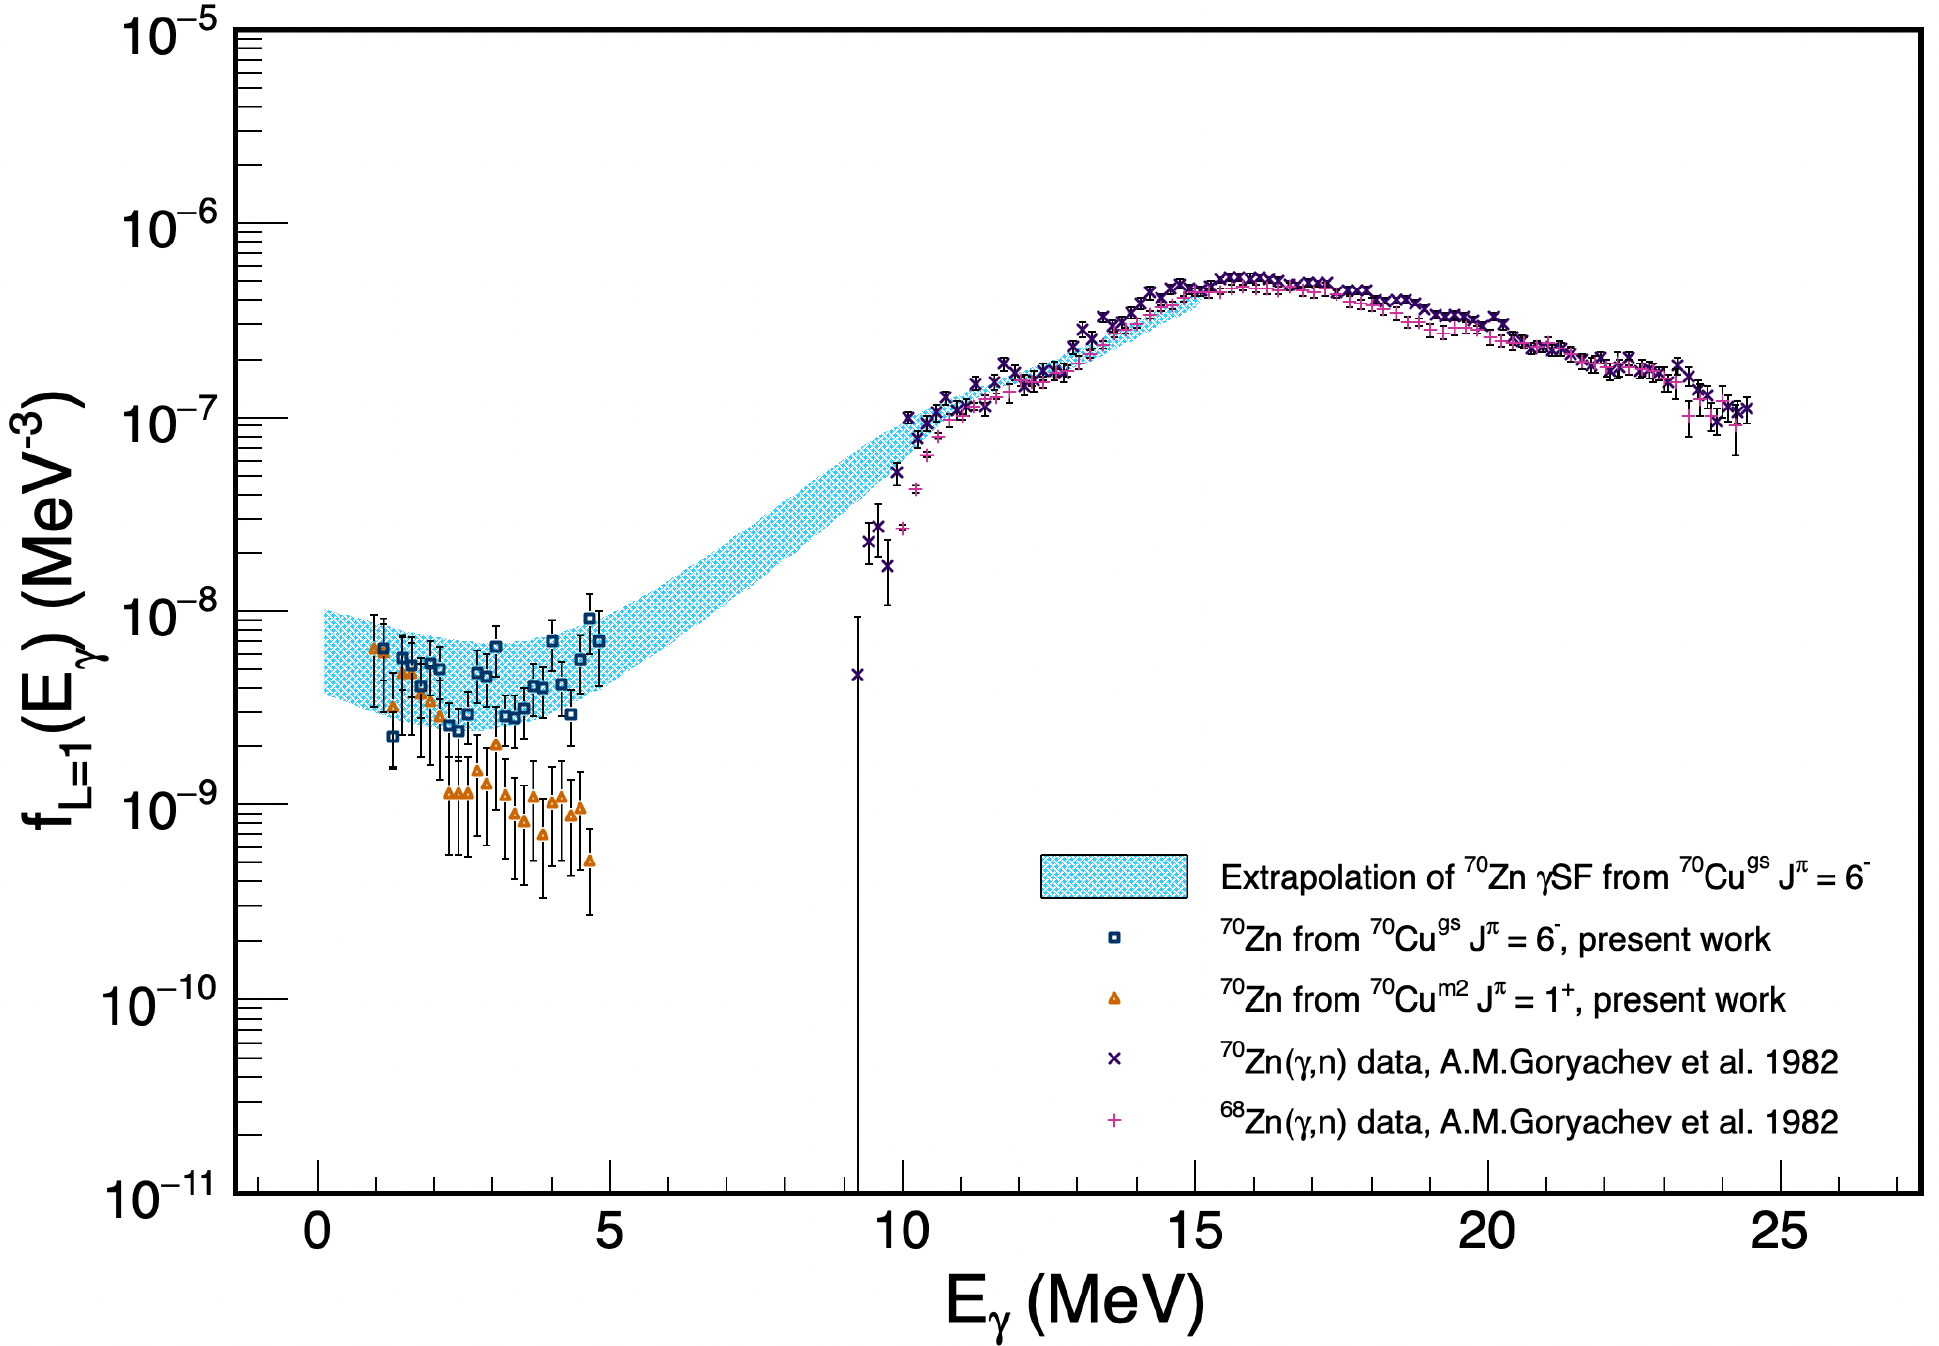 10⁻⁵
10⁻⁶
10⁻⁷
10⁻⁸
10⁻⁹
10⁻¹⁰
10⁻¹¹
f_L=1(E_γ) (MeV⁻³)
Extrapolation of ⁷⁰Zn γSF from ⁷⁰Cu^gs J^π = 6⁻
⁷⁰Zn from ⁷⁰Cu^gs J^π = 6⁻, present work
⁷⁰Zn from ⁷⁰Cu^m2 J^π = 1⁺, present work
⁷⁰Zn(γ,n) data, A.M.Goryachev et al. 1982
⁶⁸Zn(γ,n) data, A.M.Goryachev et al. 1982
0 5 10 15 20 25
E_γ (MeV)